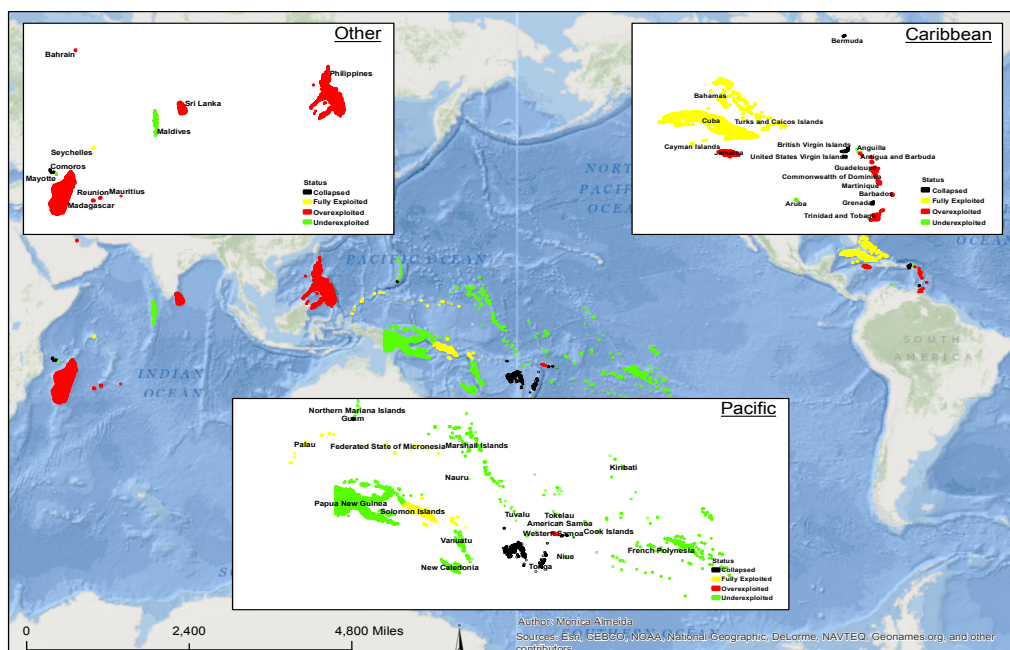 Other
Bahrain
Philippines
Sri Lanka
Maldives
Seychelles
Comoros
Mayotte
Reunion
Mauritius
Madagascar
Status
Collapsed
Fully Exploited
Overexploited
Underexploited
Caribbean
Bermuda
Bahamas
Cuba
Turks and Caicos Islands
Cayman Islands
Jamaica
British Virgin Islands
Anguilla
United States Virgin Island
Antigua and Barbuda
Guadeloupe
Commonwealth of Dominica
Martinique
Barbados
Aruba
Grenada
Trinidad and Tobago
Status
Collapsed
Fully Exploited
Overexploited
Underexploited
PACIFIC OCEAN
INDIAN
OCEAN
SOUTH
AMERICA
Pacific
Northern Mariana Islands
Guam
Palau
Federated State of Micronesia
Marshall Islands
Kiribati
Nauru
Papua New Guinea
Solomon Islands
Tuvalu
Tokelau
American Samoa
Western Samoa
Cook Islands
Vanuatu
Niue
French Polynesia
New Caledonia
Tonga
Status
Collapsed
Fully Exploited
Overexploited
Underexploited
0 2,400 4,800 Miles
Author: Monica Almeida
Sources: Esri, GEBCO, NOAA, National Geographic, DeLorme, NAVTEQ, Geonames.org, and other
contributors